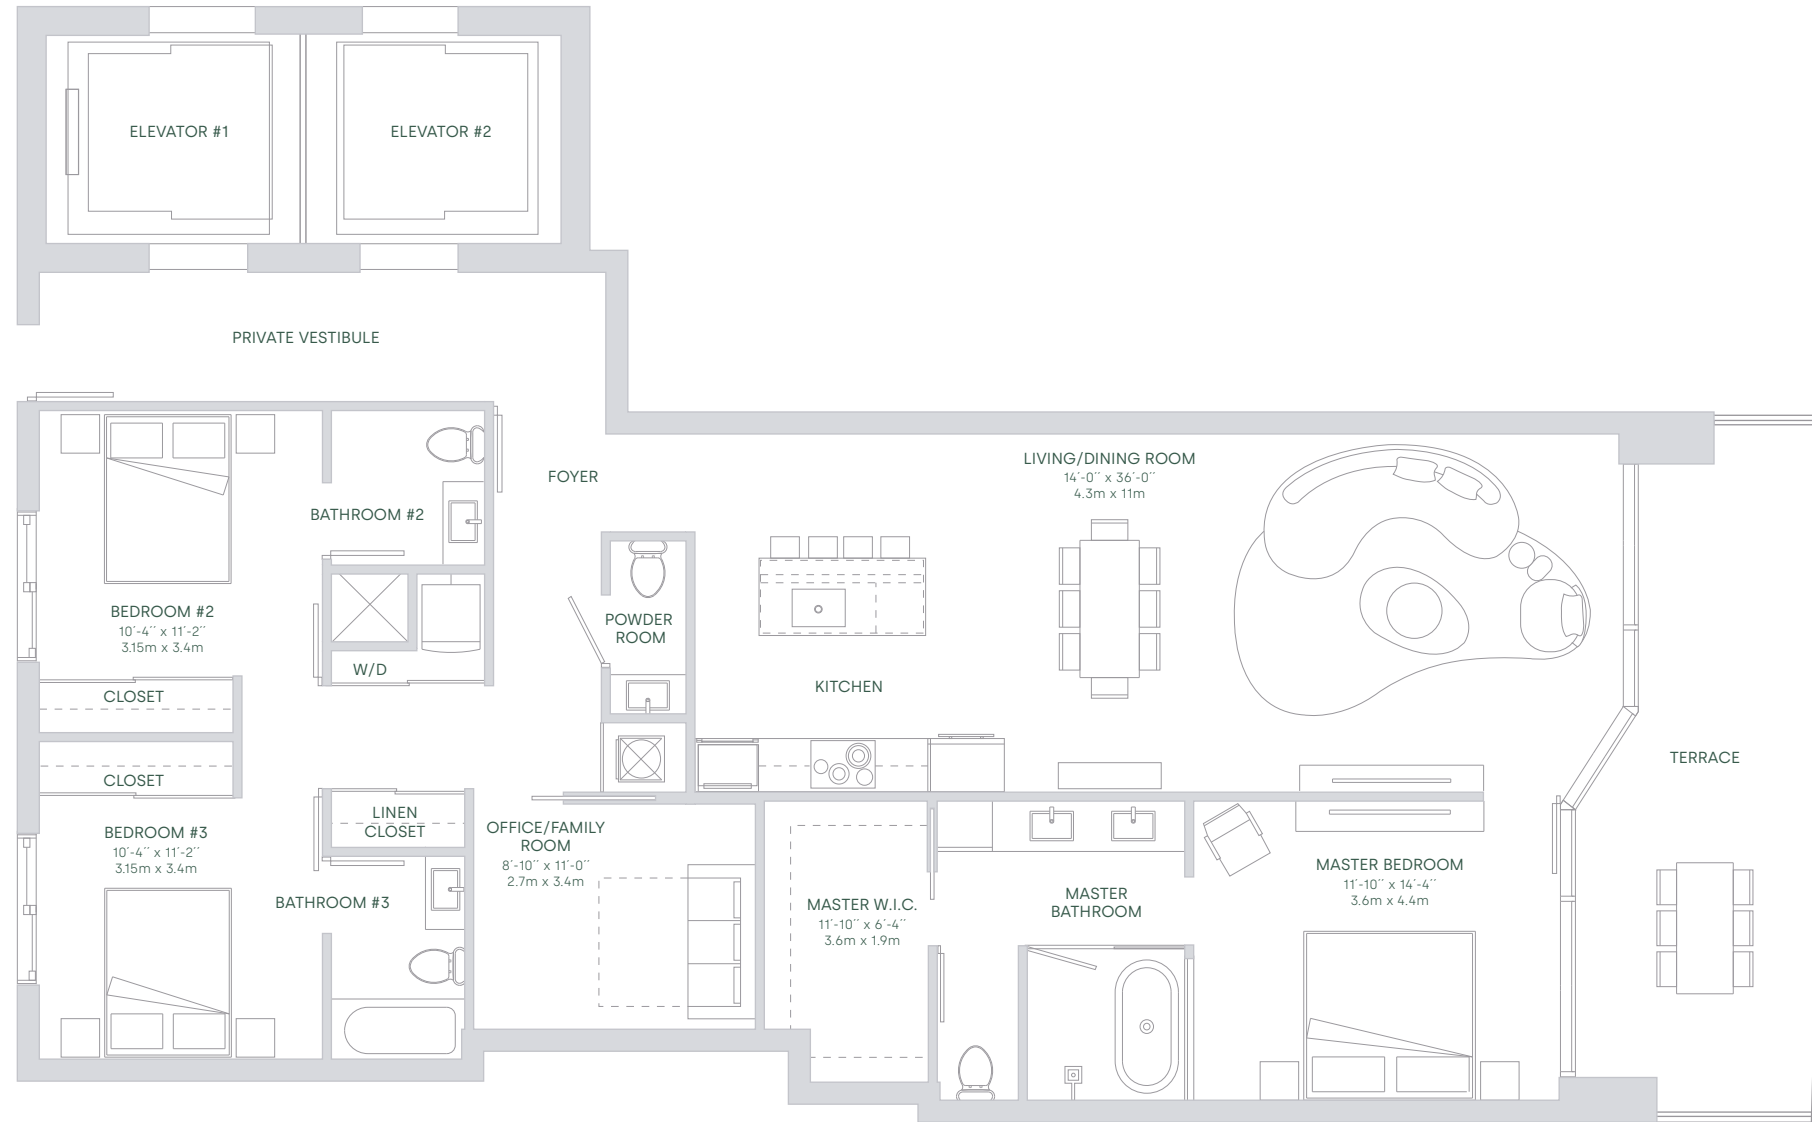 ELEVATOR #1
ELEVATOR #2
PRIVATE VESTIBULE
LIVING/DINING ROOM
14´-0´´ x 36´-0´´
4.3m x 11m
FOYER
BATHROOM #2
BEDROOM #2
10´-4´´ x 11´-2´´
3.15m x 3.4m
POWDER
ROOM
W/D
KITCHEN
CLOSET
TERRACE
CLOSET
LINEN
CLOSET
BEDROOM #3
10´-4´´ x 11´-2´´
3.15m x 3.4m
OFFICE/FAMILY
ROOM
8´-10´´ x 11´-0´´
2.7m x 3.4m
MASTER BEDROOM
11´-10´´ x 14´-4´´
3.6m x 4.4m
BATHROOM #3
MASTER W.I.C.
11´-10´´ x 6´-4´´
3.6m x 1.9m
MASTER
BATHROOM